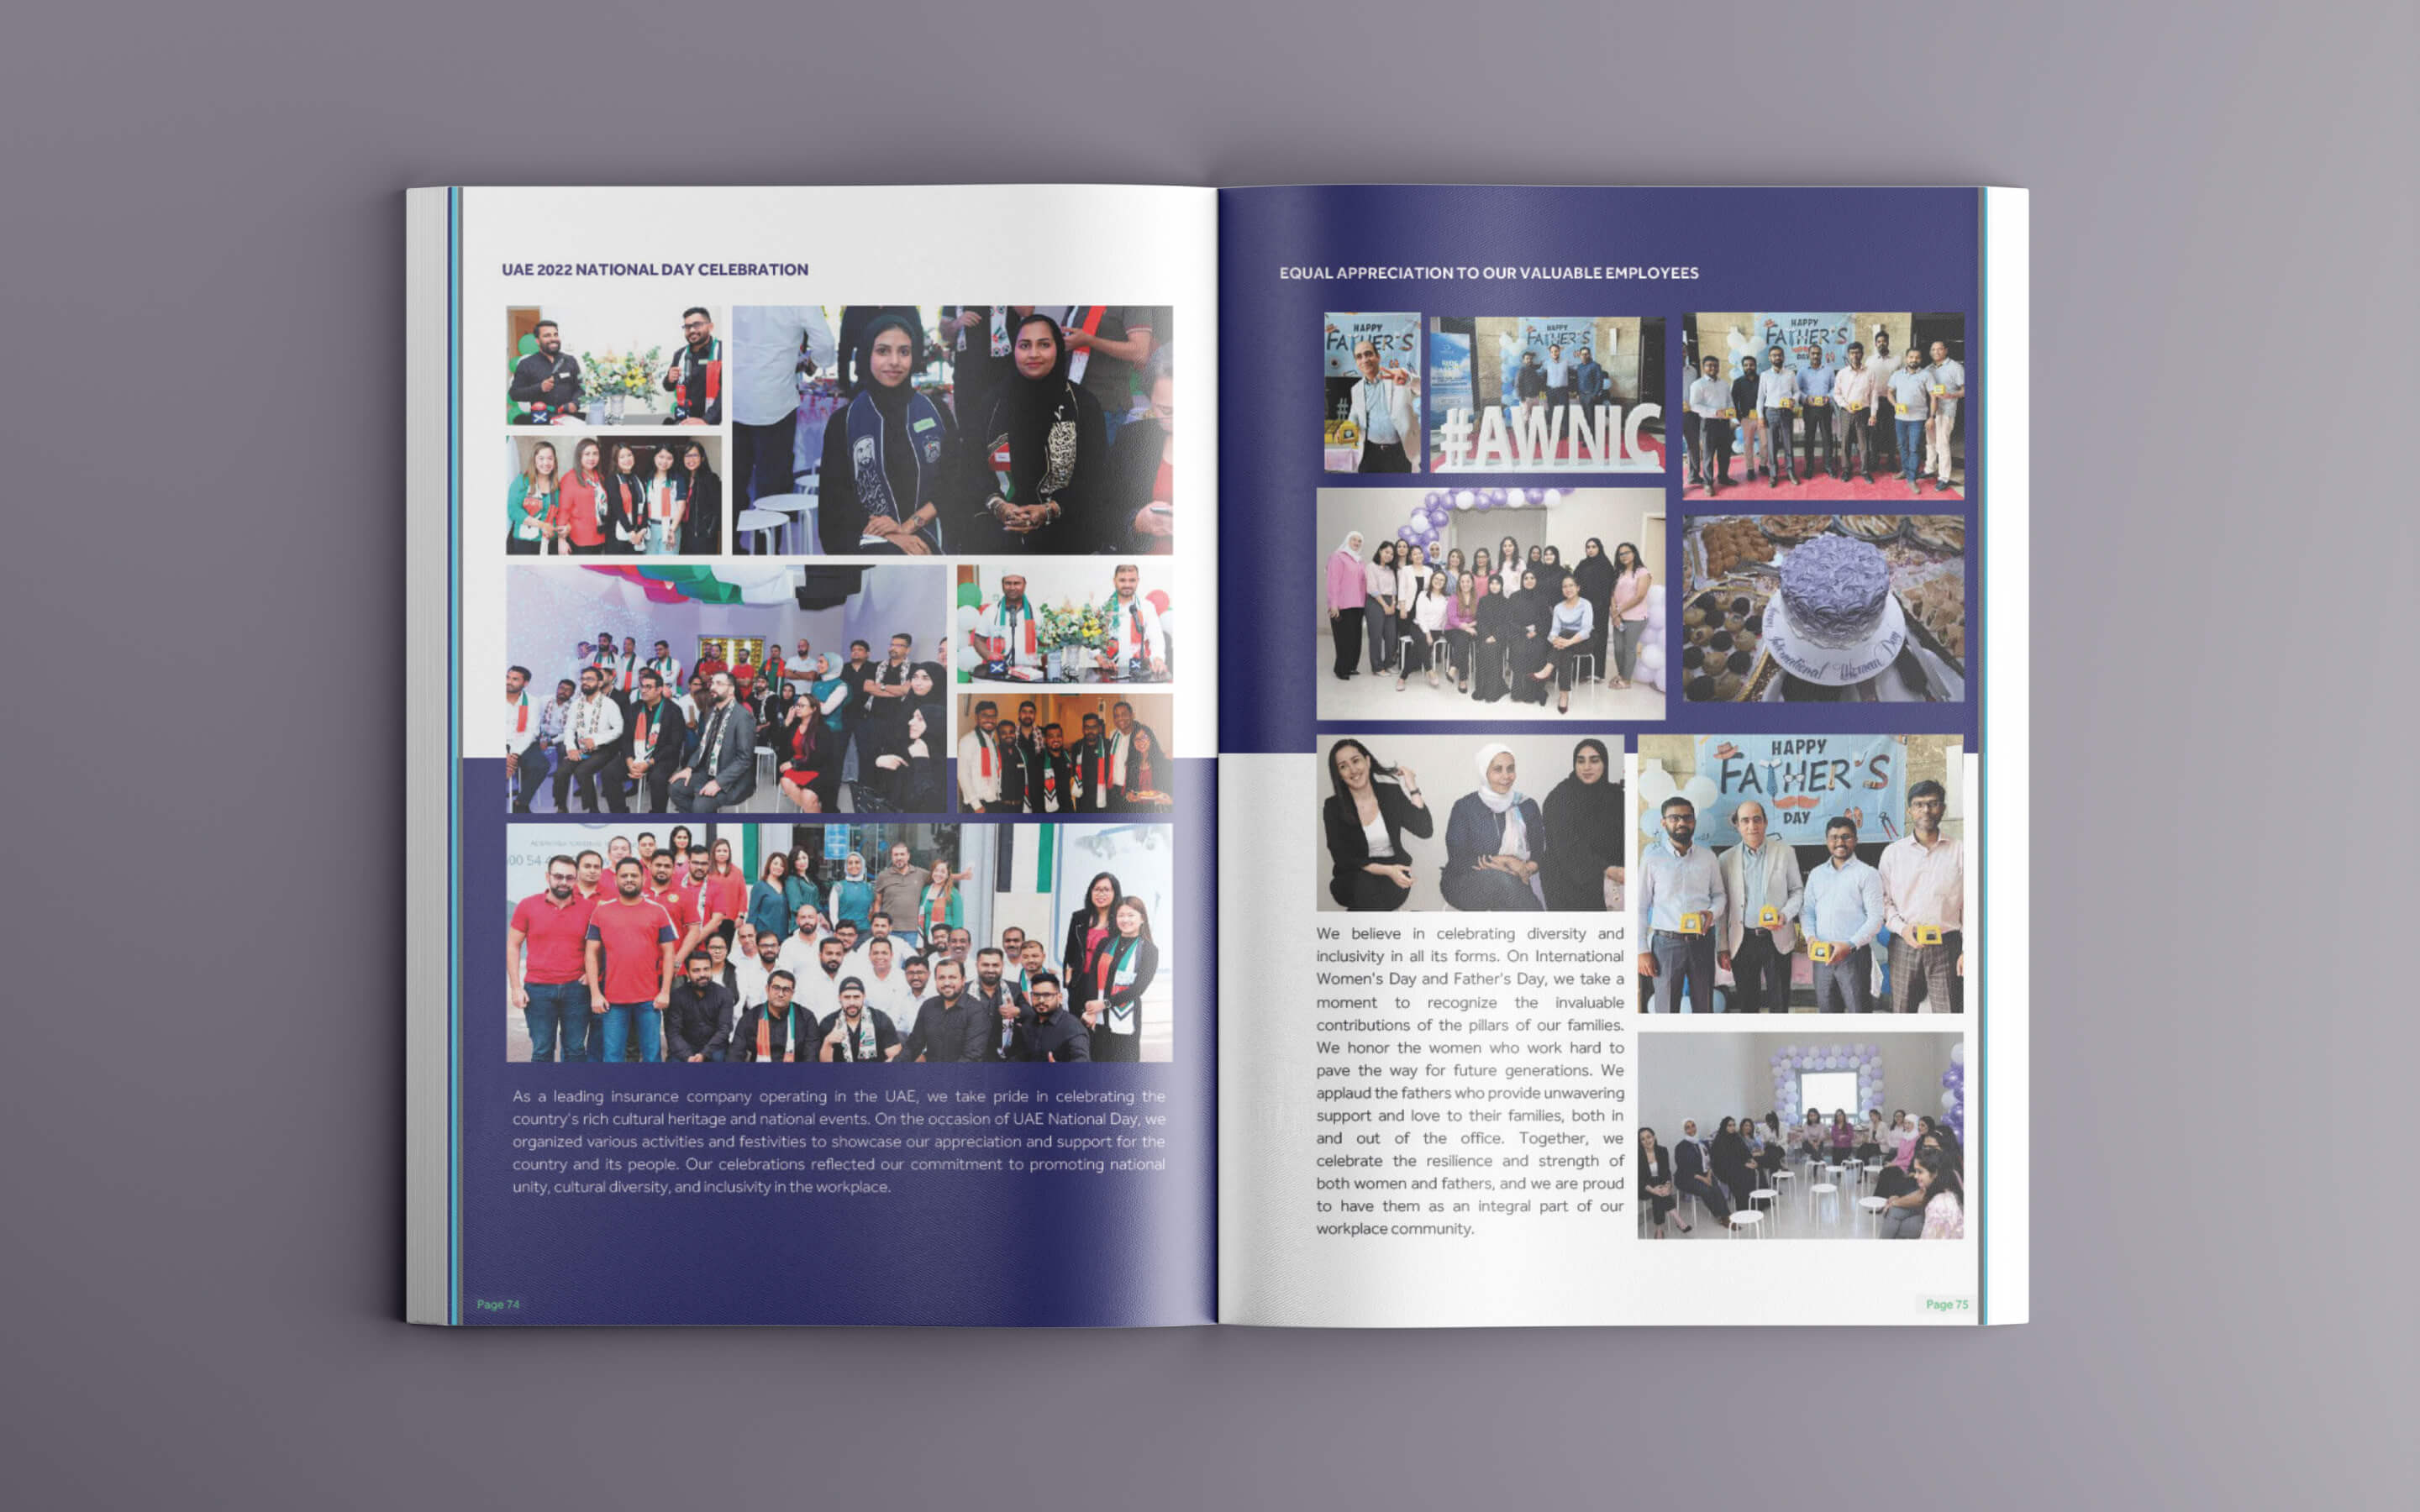 UAE 2022 NATIONAL DAY CELEBRATION
As a leading insurance company operating in the UAE, we take pride in celebrating the
country's rich cultural heritage and national events. On the occasion of UAE National Day, we
organized various activities and festivities to showcase our appreciation and support for the
country and its people. Our celebrations reflected our commitment to promoting national
unity, cultural diversity, and inclusivity in the workplace.
Page 74
EQUAL APPRECIATION TO OUR VALUABLE EMPLOYEES
HAPPY
FATHER'S
HAPPY
FATHER'S
#AWNIC
HAPPY
FATHER'S
DAY
International Women Day
HAPPY
FATHER'S
DAY
We believe in celebrating diversity and
inclusivity in all its forms. On International
Women's Day and Father's Day, we take a
moment to recognize the invaluable
contributions of the pillars of our families.
We honor the women who work hard to
pave the way for future generations. We
applaud the fathers who provide unwavering
support and love to their families, both in
and out of the office. Together, we
celebrate the resilience and strength of
both women and fathers, and we are proud
to have them as an integral part of our
workplace community.
Page 75